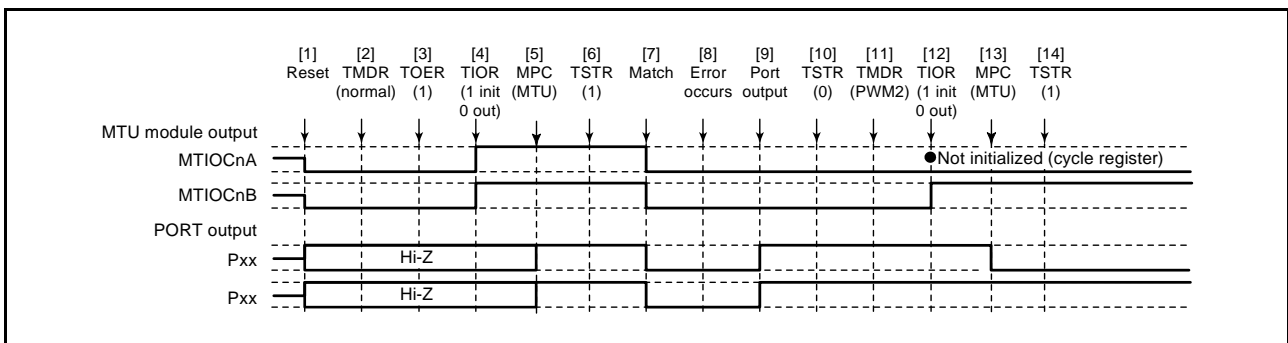 [1] [2] [3] [4] [5] [6] [7] [8] [9] [10] [11] [12] [13] [14]
Reset TMDR TOER TIOR MPC TSTR Match Error Port TSTR TMDR TIOR MPC TSTR
(normal) (1) (1 init (MTU) (1) occurs output (0) (PWM2) (1 init (MTU) (1)
0 out) 0 out)
MTU module output
MTIOCnA Not initialized (cycle register)
MTIOCnB
PORT output
Pxx Hi-Z
Pxx Hi-Z